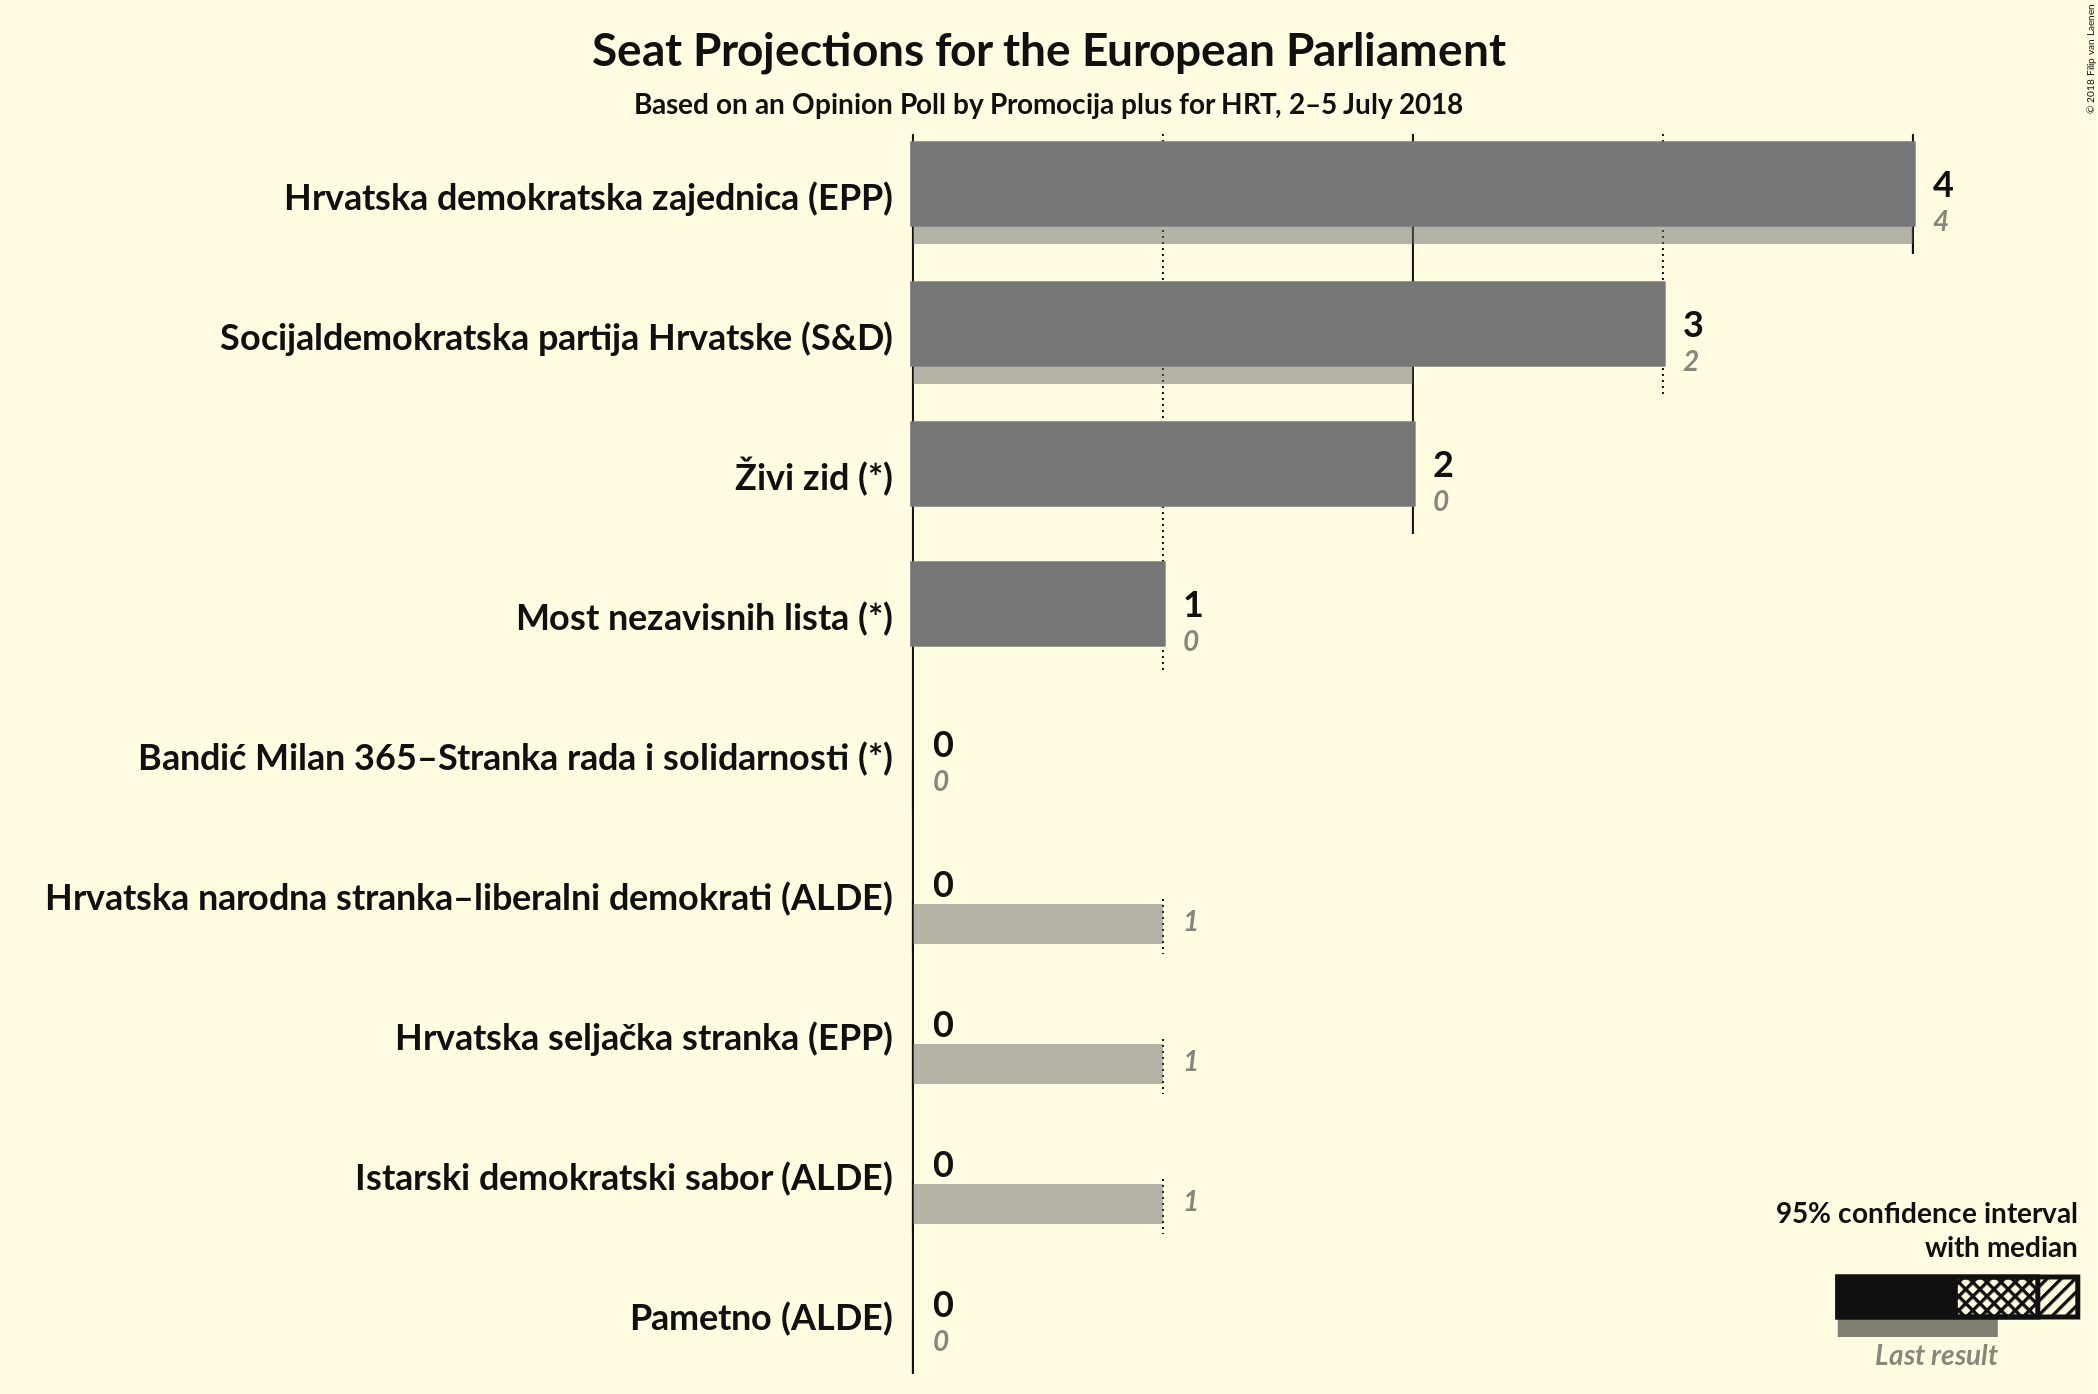 Seat Projections for the European Parliament
Based on an Opinion Poll by Promocija plus for HRT, 2–5 July 2018
© 2018 Filip van Laenen
Hrvatska demokratska zajednica (EPP)
4
4
Socijaldemokratska partija Hrvatske (S&D)
3
2
Živi zid (*)
2
0
Most nezavisnih lista (*)
1
0
Bandić Milan 365–Stranka rada i solidarnosti (*)
0
0
Hrvatska narodna stranka–liberalni demokrati (ALDE)
0
1
Hrvatska seljačka stranka (EPP)
0
1
Istarski demokratski sabor (ALDE)
0
1
Pametno (ALDE)
0
0
95% confidence interval
with median
Last result